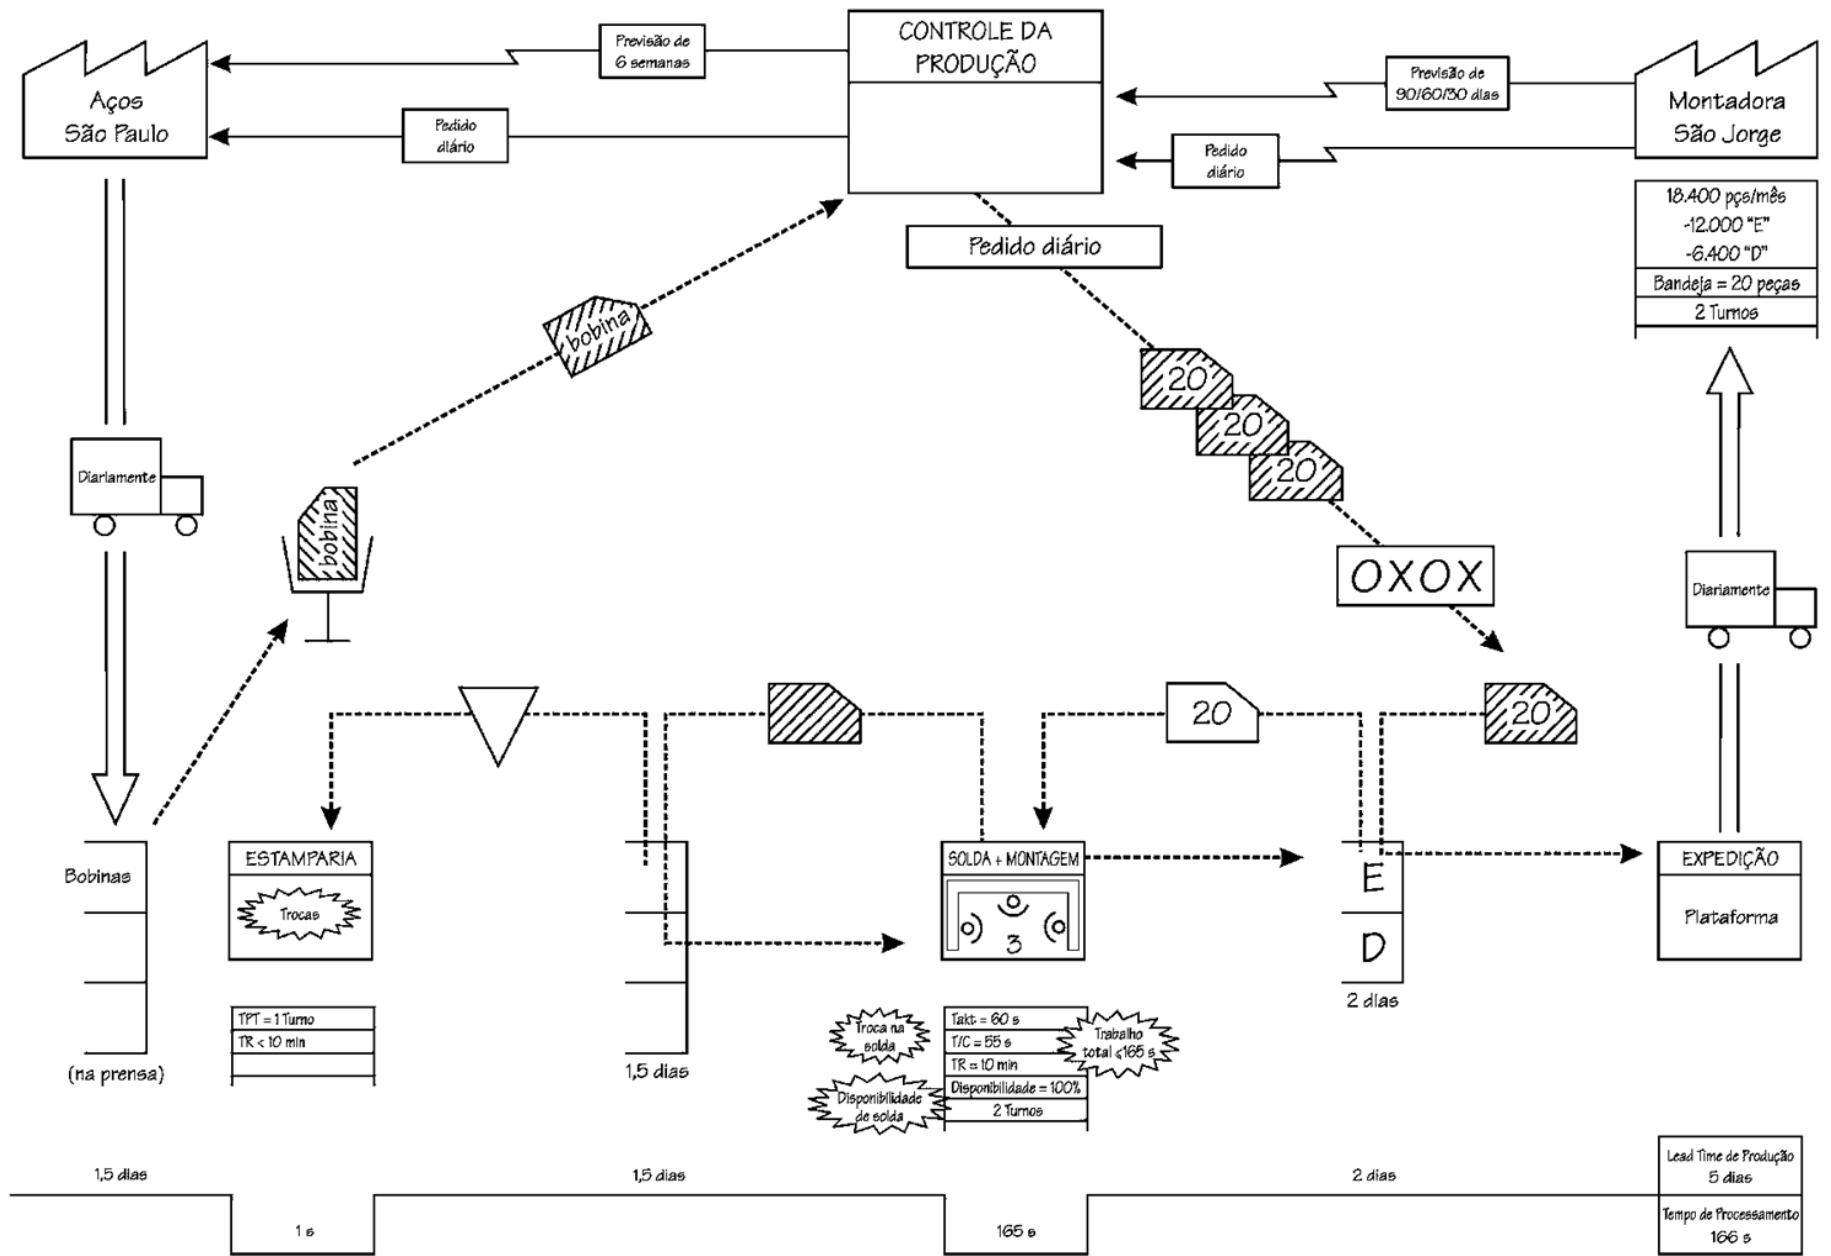 CONTROLE DA
PRODUÇÃO
Previsão de
6 semanas
Pedido
diário
Aços
São Paulo
Previsão de
90/60/30 dias
Pedido
diário
Montadora
São Jorge
18.400 pçs/mês
-12.000 "E"
-6.400 "D"
Bandeja = 20 peças
2 Turnos
Pedido diário
bobina
20
20
20
Diariamente
bobina
OXOX
Diariamente
20
20
Bobinas
(na prensa)
ESTAMPARIA
Trocas
TPT = 1 Turno
TR < 10 min
1,5 dias
SOLDA + MONTAGEM
3
Troca na
solda
Disponibilidade
de solda
Takt = 60 s
T/C = 55 s
TR = 10 min
Disponibilidade = 100%
2 Turnos
Trabalho
total ≤165 s
E
D
2 dias
EXPEDIÇÃO
Plataforma
1,5 dias
1 s
1,5 dias
165 s
2 dias
Lead Time de Produção
5 dias
Tempo de Processamento
166 s